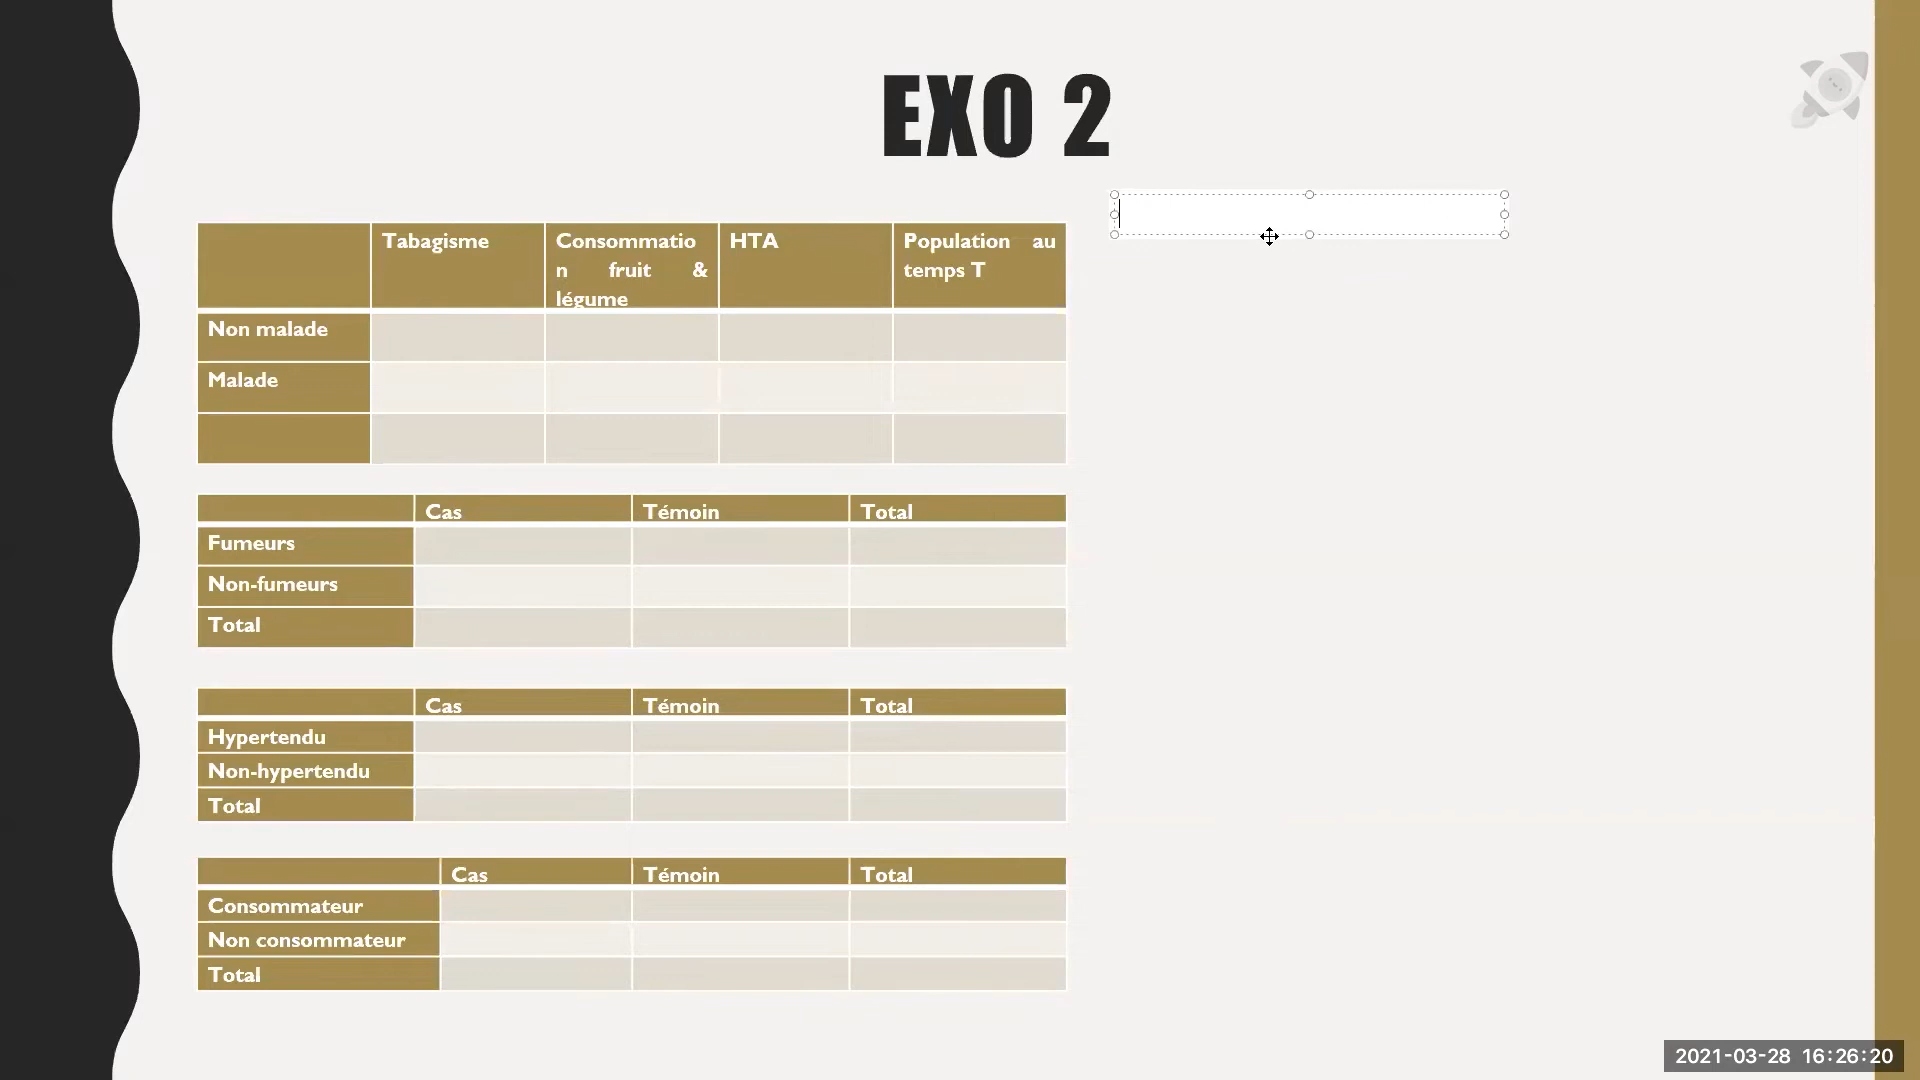 EXO 2
Tabagisme
Consommatio
n fruit &
légume
HTA
Population au
temps T
Non malade
Malade
Cas Témoin Total
Fumeurs
Non-fumeurs
Total
Cas Témoin Total
Hypertendu
Non-hypertendu
Total
Cas Témoin Total
Consommateur
Non consommateur
Total
2021-03-28 16:26:20